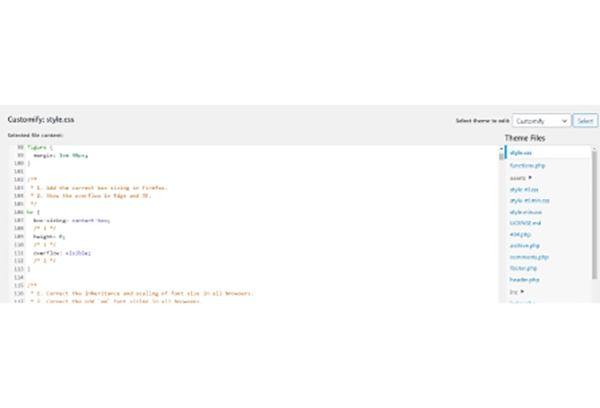 Customify: style.css
Select theme to edit: Customify Select
Selected file content:
Theme Files
98 figure {
99 margin: 1em 40px;
100 }
101
102 /**
103 * 1. Add the correct box sizing in Firefox.
104 * 2. Show the overflow in Edge and IE.
105 */
106 hr {
107 box-sizing: content-box;
108 /* 1 */
109 height: 0;
110 /* 1 */
111 overflow: visible;
112 /* 2 */
113 }
114
115 /**
116 * 1. Correct the inheritance and scaling of font size in all browsers.
117 * 2. Correct the odd `em` font sizing in all browsers.
style.css
functions.php
assets
style-rtl.css
style-rtl.min.css
style.min.css
LICENSE.md
404.php
archive.php
comments.php
footer.php
header.php
inc